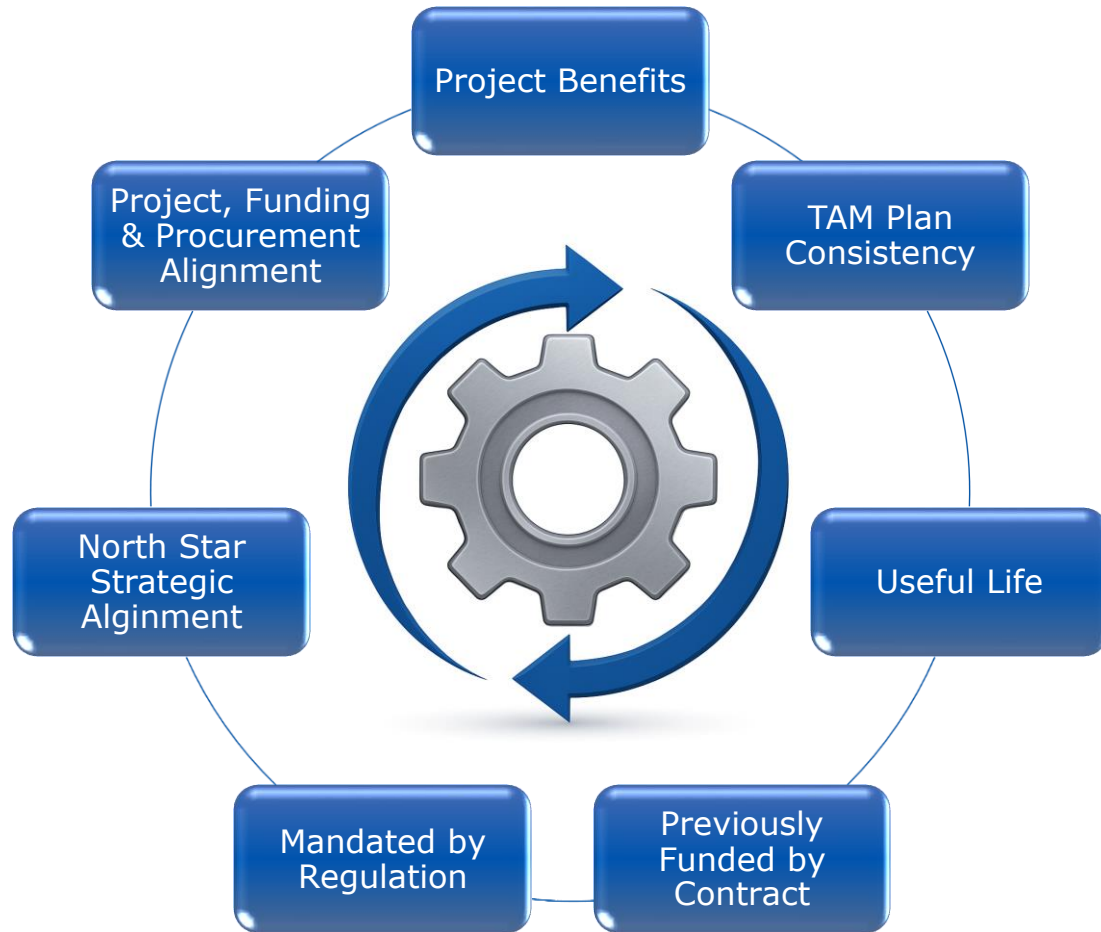 Project Benefits
TAM Plan
Consistency
Useful Life
Previously
Funded by
Contract
Mandated by
Regulation
North Star
Strategic
Alginment
Project, Funding
& Procurement
Alignment